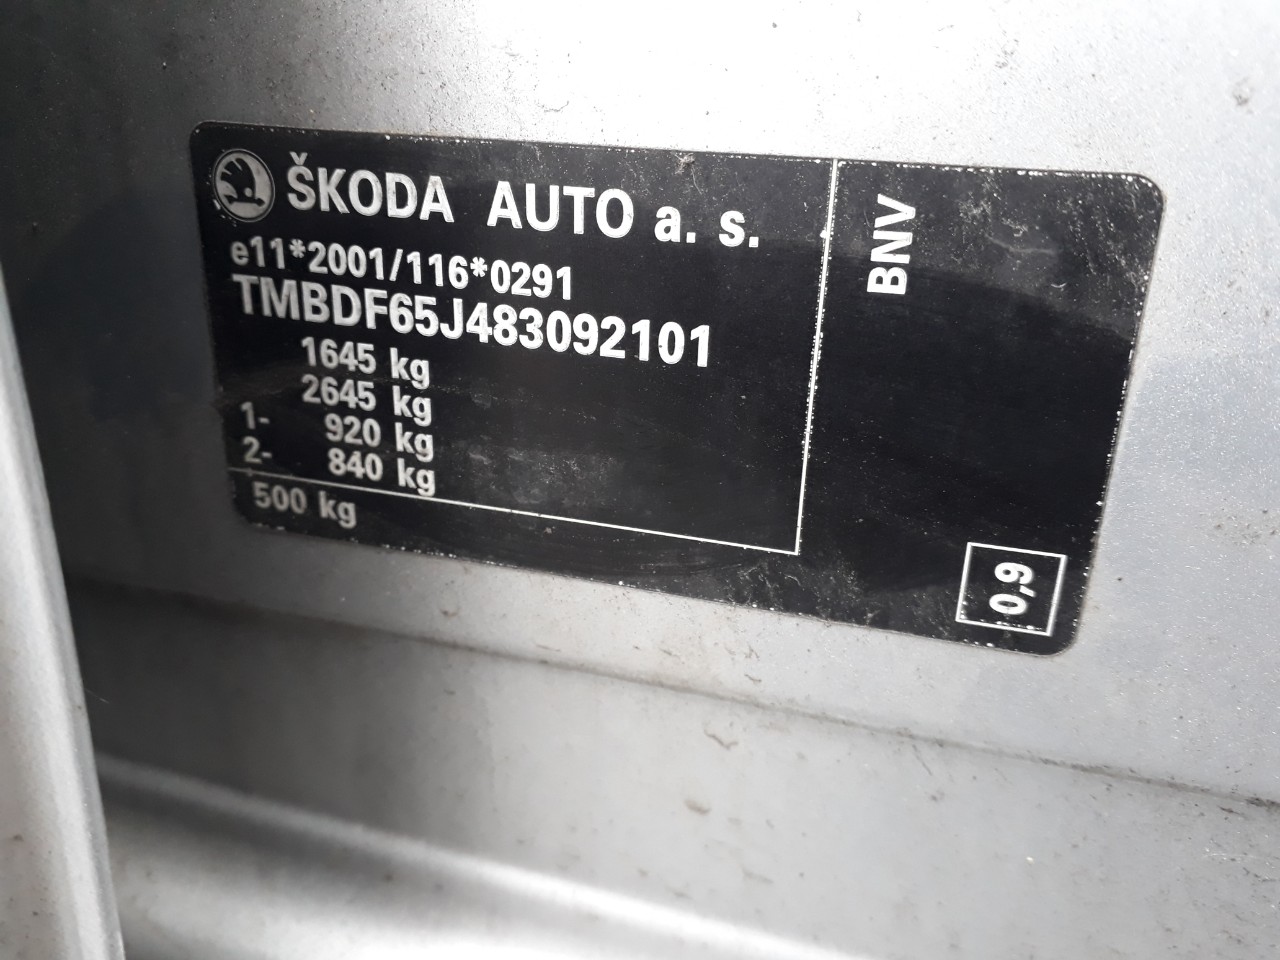 ŠKODA AUTO a. s.
e11*2001/116*0291
TMBDF65J483092101
1645 kg
2645 kg
1- 920 kg
2- 840 kg
500 kg
BNV
0,9